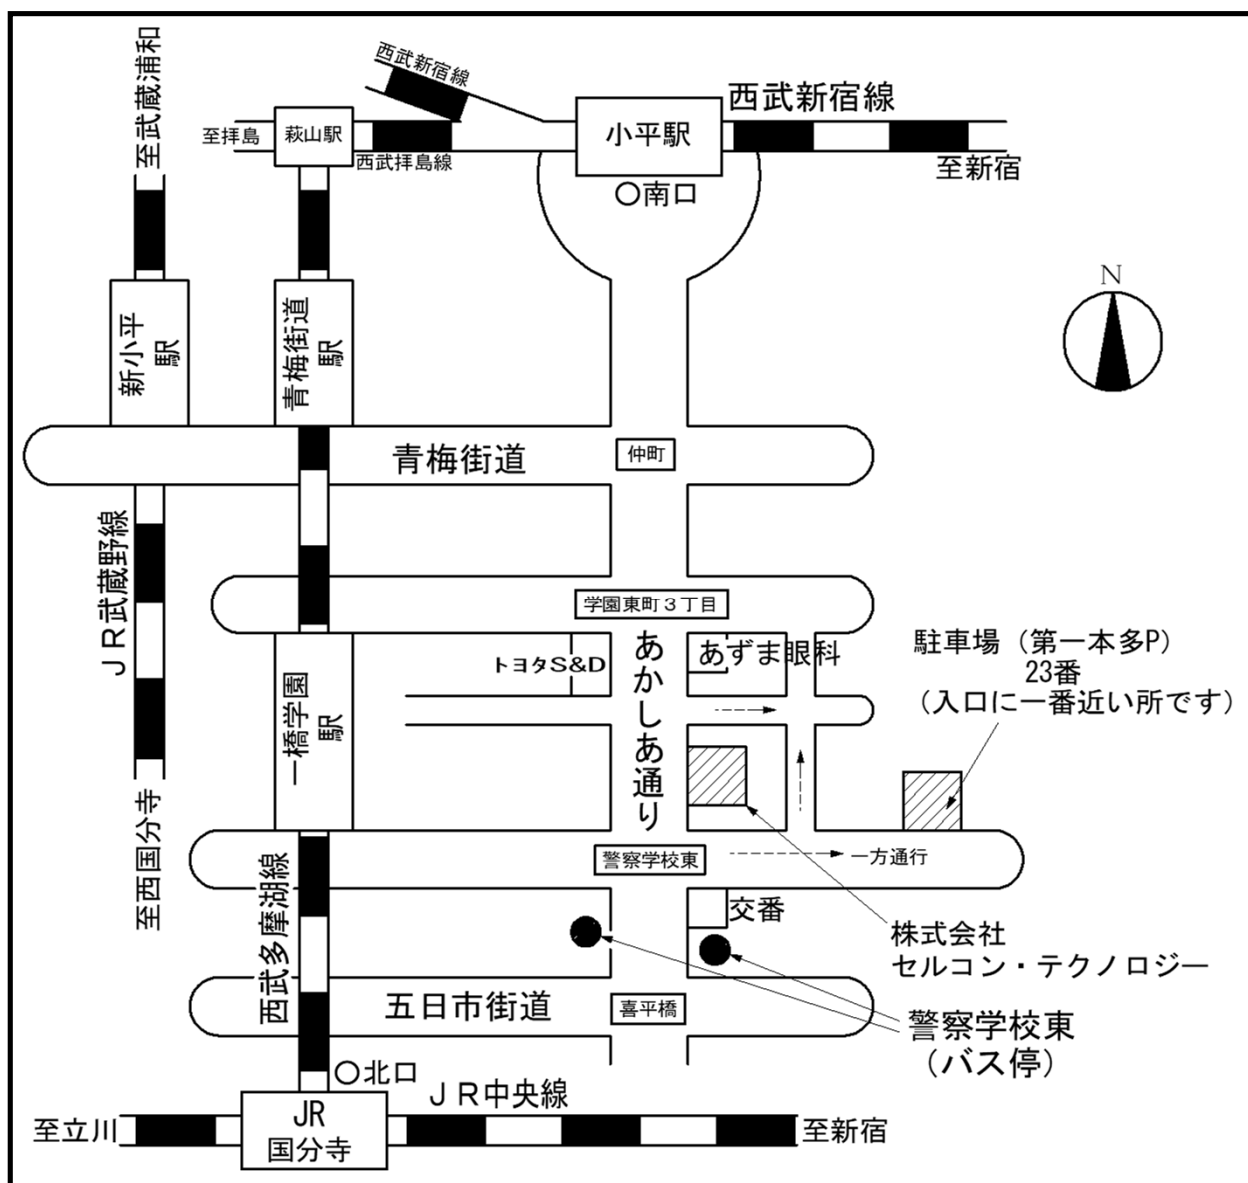 至武蔵浦和
西武新宿線
西武新宿線
至拝島
萩山駅
西武拝島線
小平駅
至新宿
○南口
N
新小平
駅
青梅街道
駅
青梅街道
仲町
JR武蔵野線
学園東町3丁目
トヨタS&D
あかしあ通り
あずま眼科
駐車場(第一本多P)
23番
(入口に一番近い所です)
一橋学園
駅
至西国分寺
警察学校東
一方通行
交番
株式会社
セルコン・テクノロジー
西武多摩湖線
五日市街道
喜平橋
警察学校東
(バス停)
○北口
JR中央線
至立川
JR
国分寺
至新宿